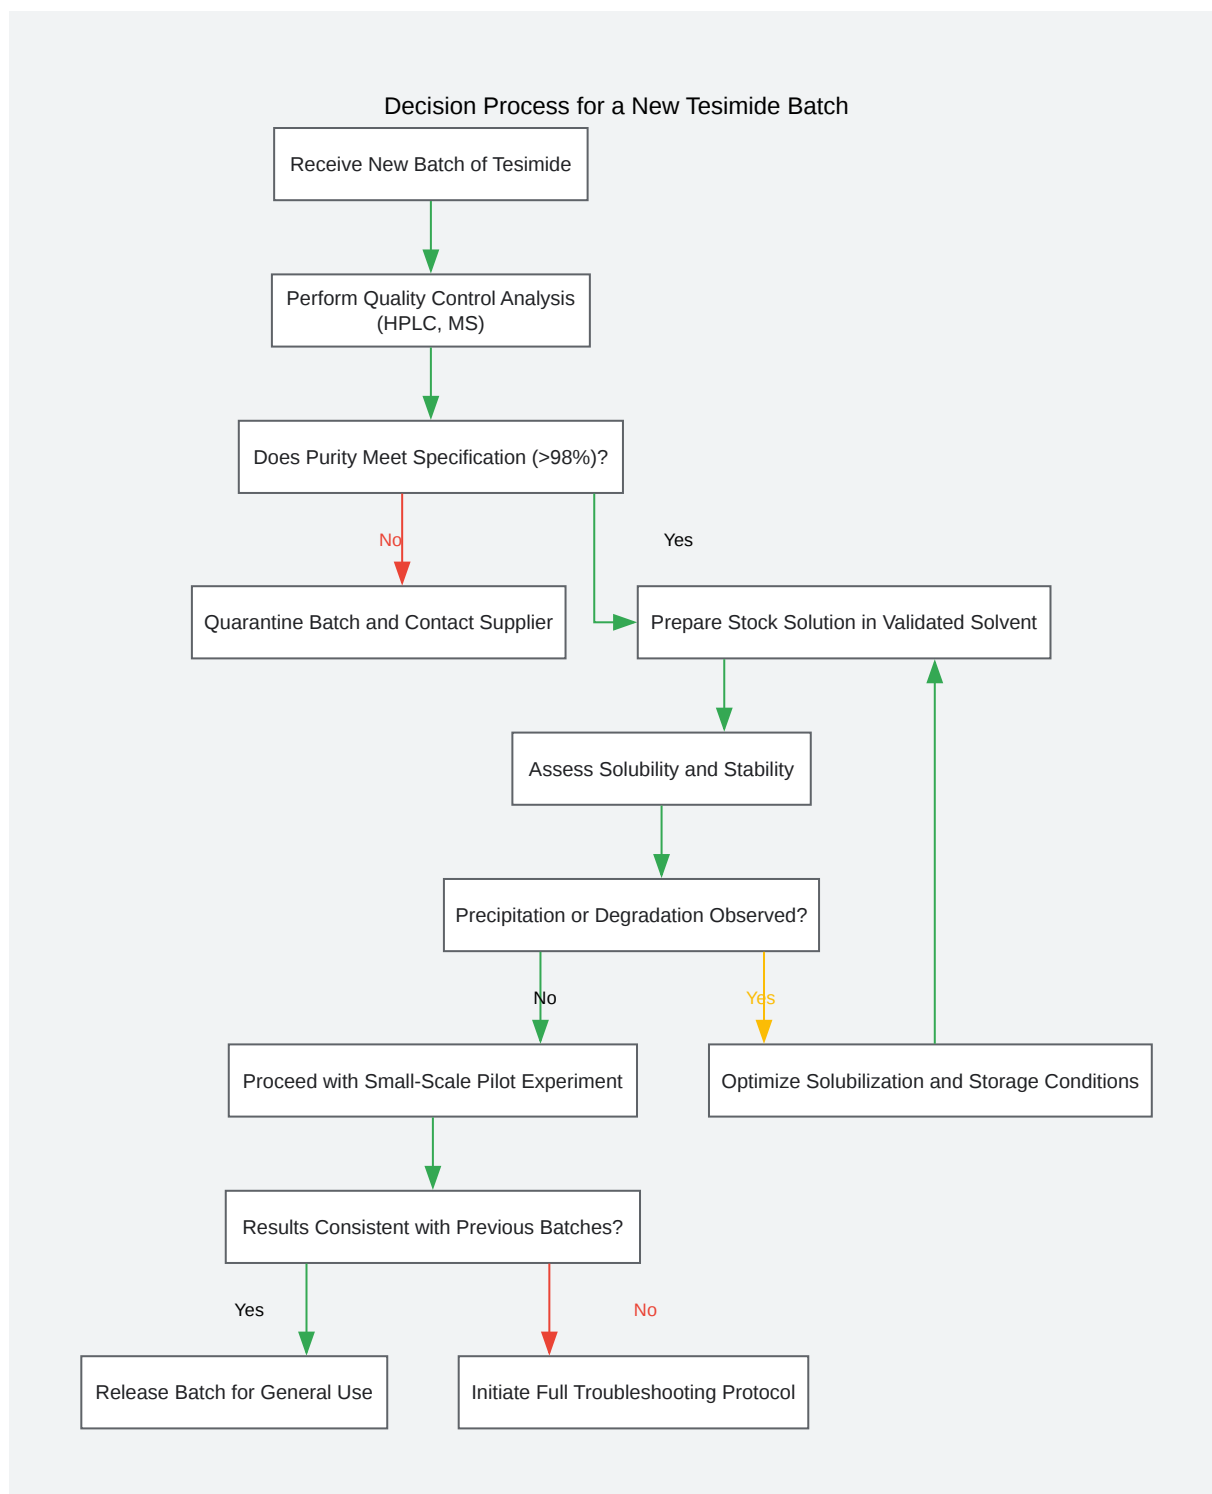 Decision Process for a New Tesimide Batch
Receive New Batch of Tesimide
Perform Quality Control Analysis
(HPLC, MS)
Does Purity Meet Specification (>98%)?
No
Yes
Quarantine Batch and Contact Supplier
Prepare Stock Solution in Validated Solvent
Assess Solubility and Stability
Precipitation or Degradation Observed?
No
Yes
Proceed with Small-Scale Pilot Experiment
Optimize Solubilization and Storage Conditions
Results Consistent with Previous Batches?
Yes
No
Release Batch for General Use
Initiate Full Troubleshooting Protocol